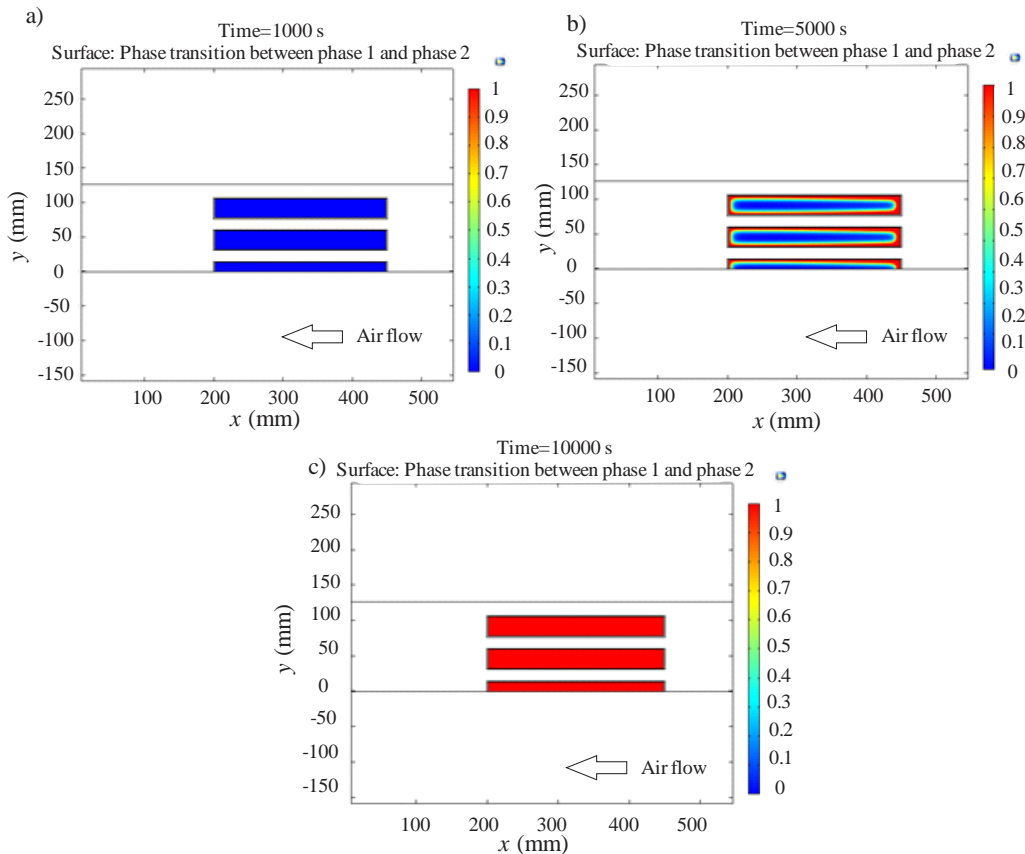 a)
Time=1000 s
Surface: Phase transition between phase 1 and phase 2
250
200
150
100
50
0
-50
-100
-150
y (mm)
100 200 300 400 500
x (mm)
Air flow
1
0.9
0.8
0.7
0.6
0.5
0.4
0.3
0.2
0.1
0
b)
Time=5000 s
Surface: Phase transition between phase 1 and phase 2
250
200
150
100
50
0
-50
-100
-150
y (mm)
100 200 300 400 500
x (mm)
Air flow
1
0.9
0.8
0.7
0.6
0.5
0.4
0.3
0.2
0.1
0
c)
Time=10000 s
Surface: Phase transition between phase 1 and phase 2
250
200
150
100
50
0
-50
-100
-150
y (mm)
100 200 300 400 500
x (mm)
Air flow
1
0.9
0.8
0.7
0.6
0.5
0.4
0.3
0.2
0.1
0